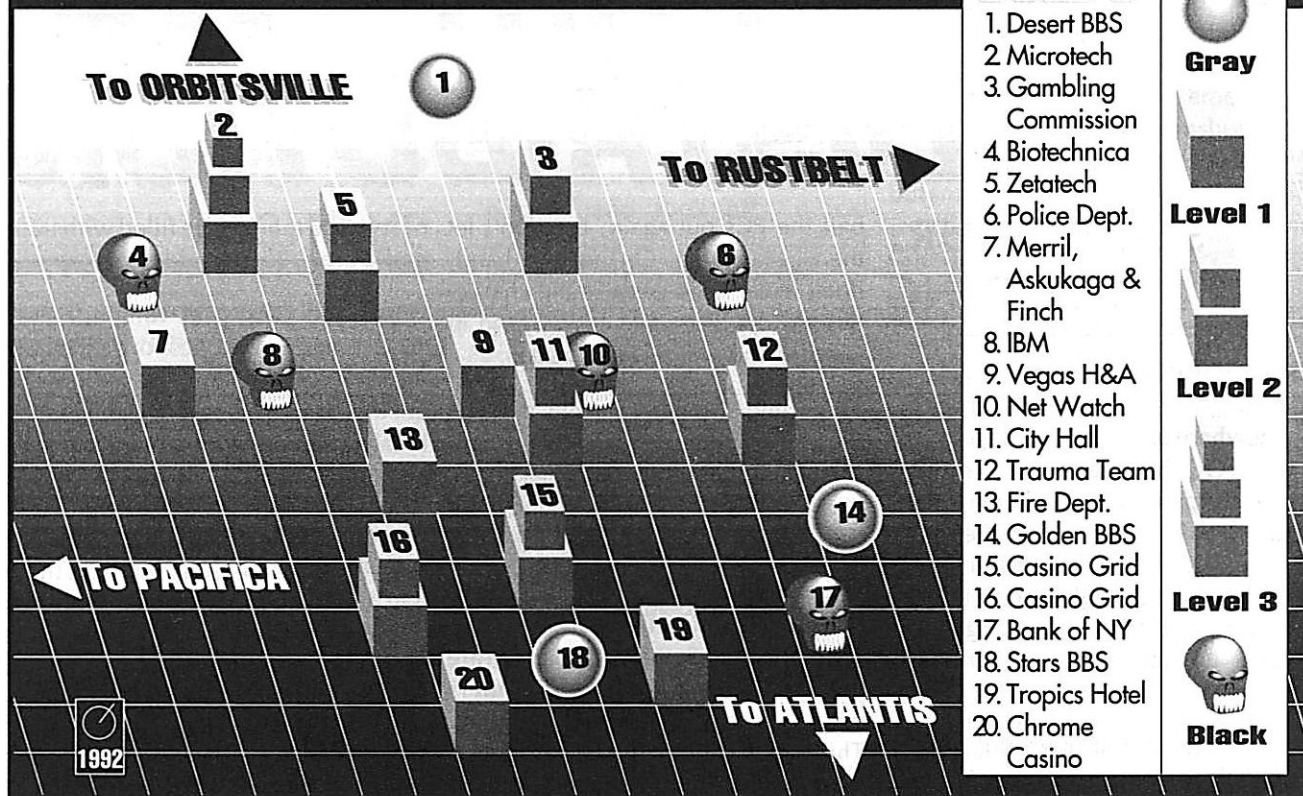 1
To ORBITSVILLE
2
3
To RUSTBELT
5
4
6
7
8
9
11
10
12
13
15
14
16
To PACIFICA
17
19
18
20
To ATLANTIS
1992
1. Desert BBS
2 Microtech
3. Gambling
Commission
4. Biotechnica
5. Zetatech
6. Police Dept.
7. Merril,
Askukaga &
Finch
8. IBM
9. Vegas H&A
10. Net Watch
11. City Hall
12 Trauma Team
13. Fire Dept.
14. Golden BBS
15. Casino Grid
16. Casino Grid
17. Bank of NY
18. Stars BBS
19. Tropics Hotel
20. Chrome
Casino
Gray
Level 1
Level 2
Level 3
Black